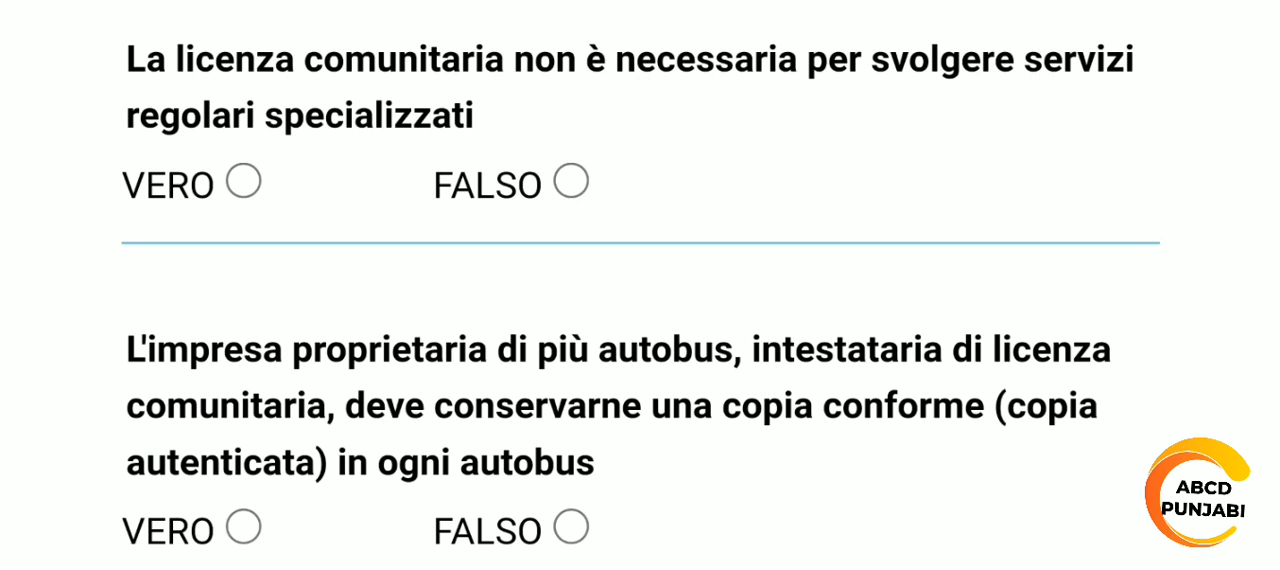 La licenza comunitaria non è necessaria per svolgere servizi
regolari specializzati
VERO FALSO
L'impresa proprietaria di più autobus, intestataria di licenza
comunitaria, deve conservarne una copia conforme (copia
autenticata) in ogni autobus
VERO FALSO
ABCD
PUNJABI